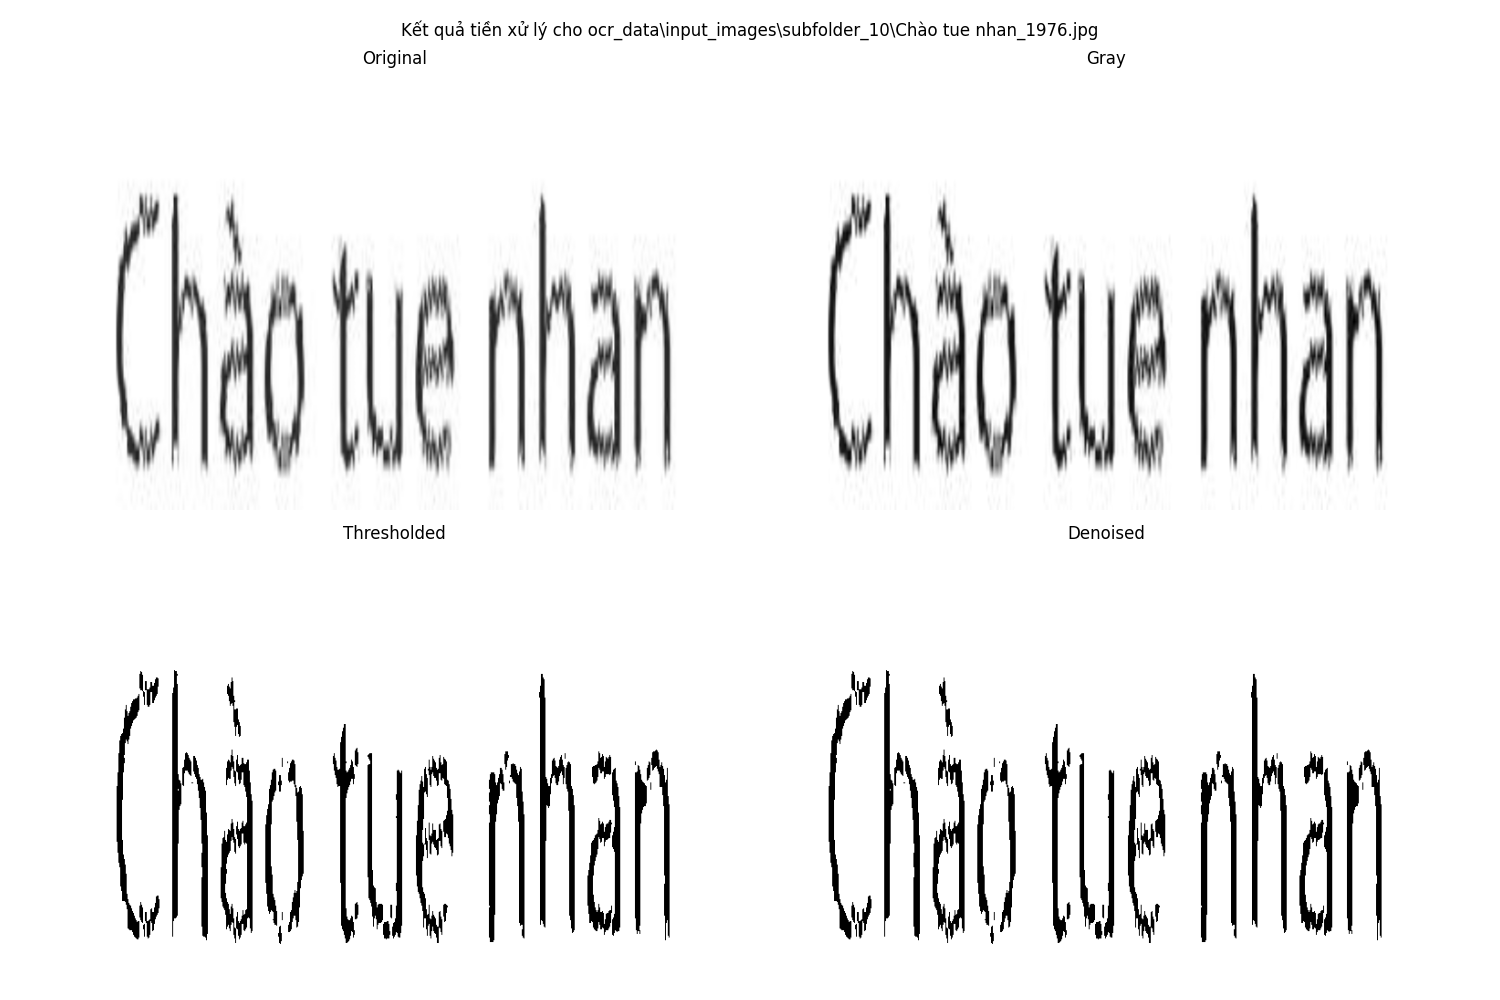 Kết quả tiền xử lý cho ocr_data\input_images\subfolder_10\Chào tue nhan_1976.jpg
Original
Gray
Chào tue nhan
Chào tue nhan
Thresholded
Denoised
Chào tue nhan
Chào tue nhan